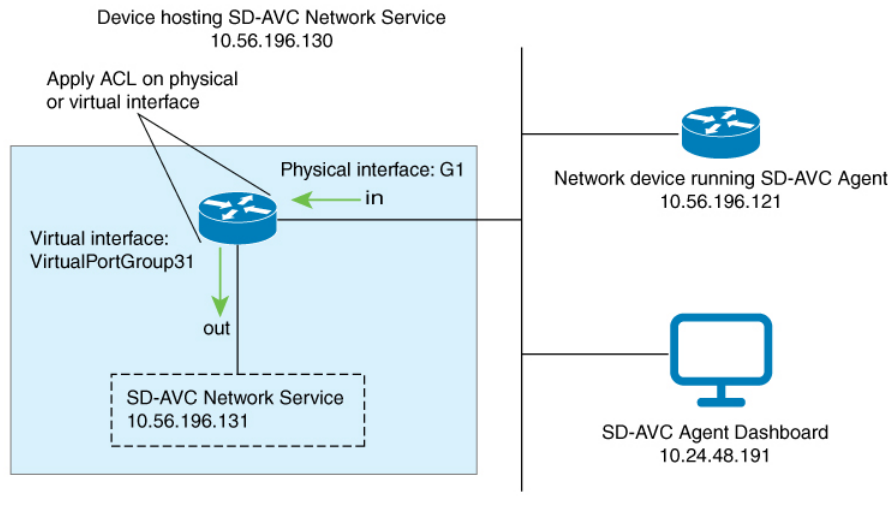 Device hosting SD-AVC Network Service
10.56.196.130
Apply ACL on physical
or virtual interface
Physical interface: G1
in
Virtual interface:
VirtualPortGroup31
out
SD-AVC Network Service
10.56.196.131
Network device running SD-AVC Agent
10.56.196.121
SD-AVC Agent Dashboard
10.24.48.191